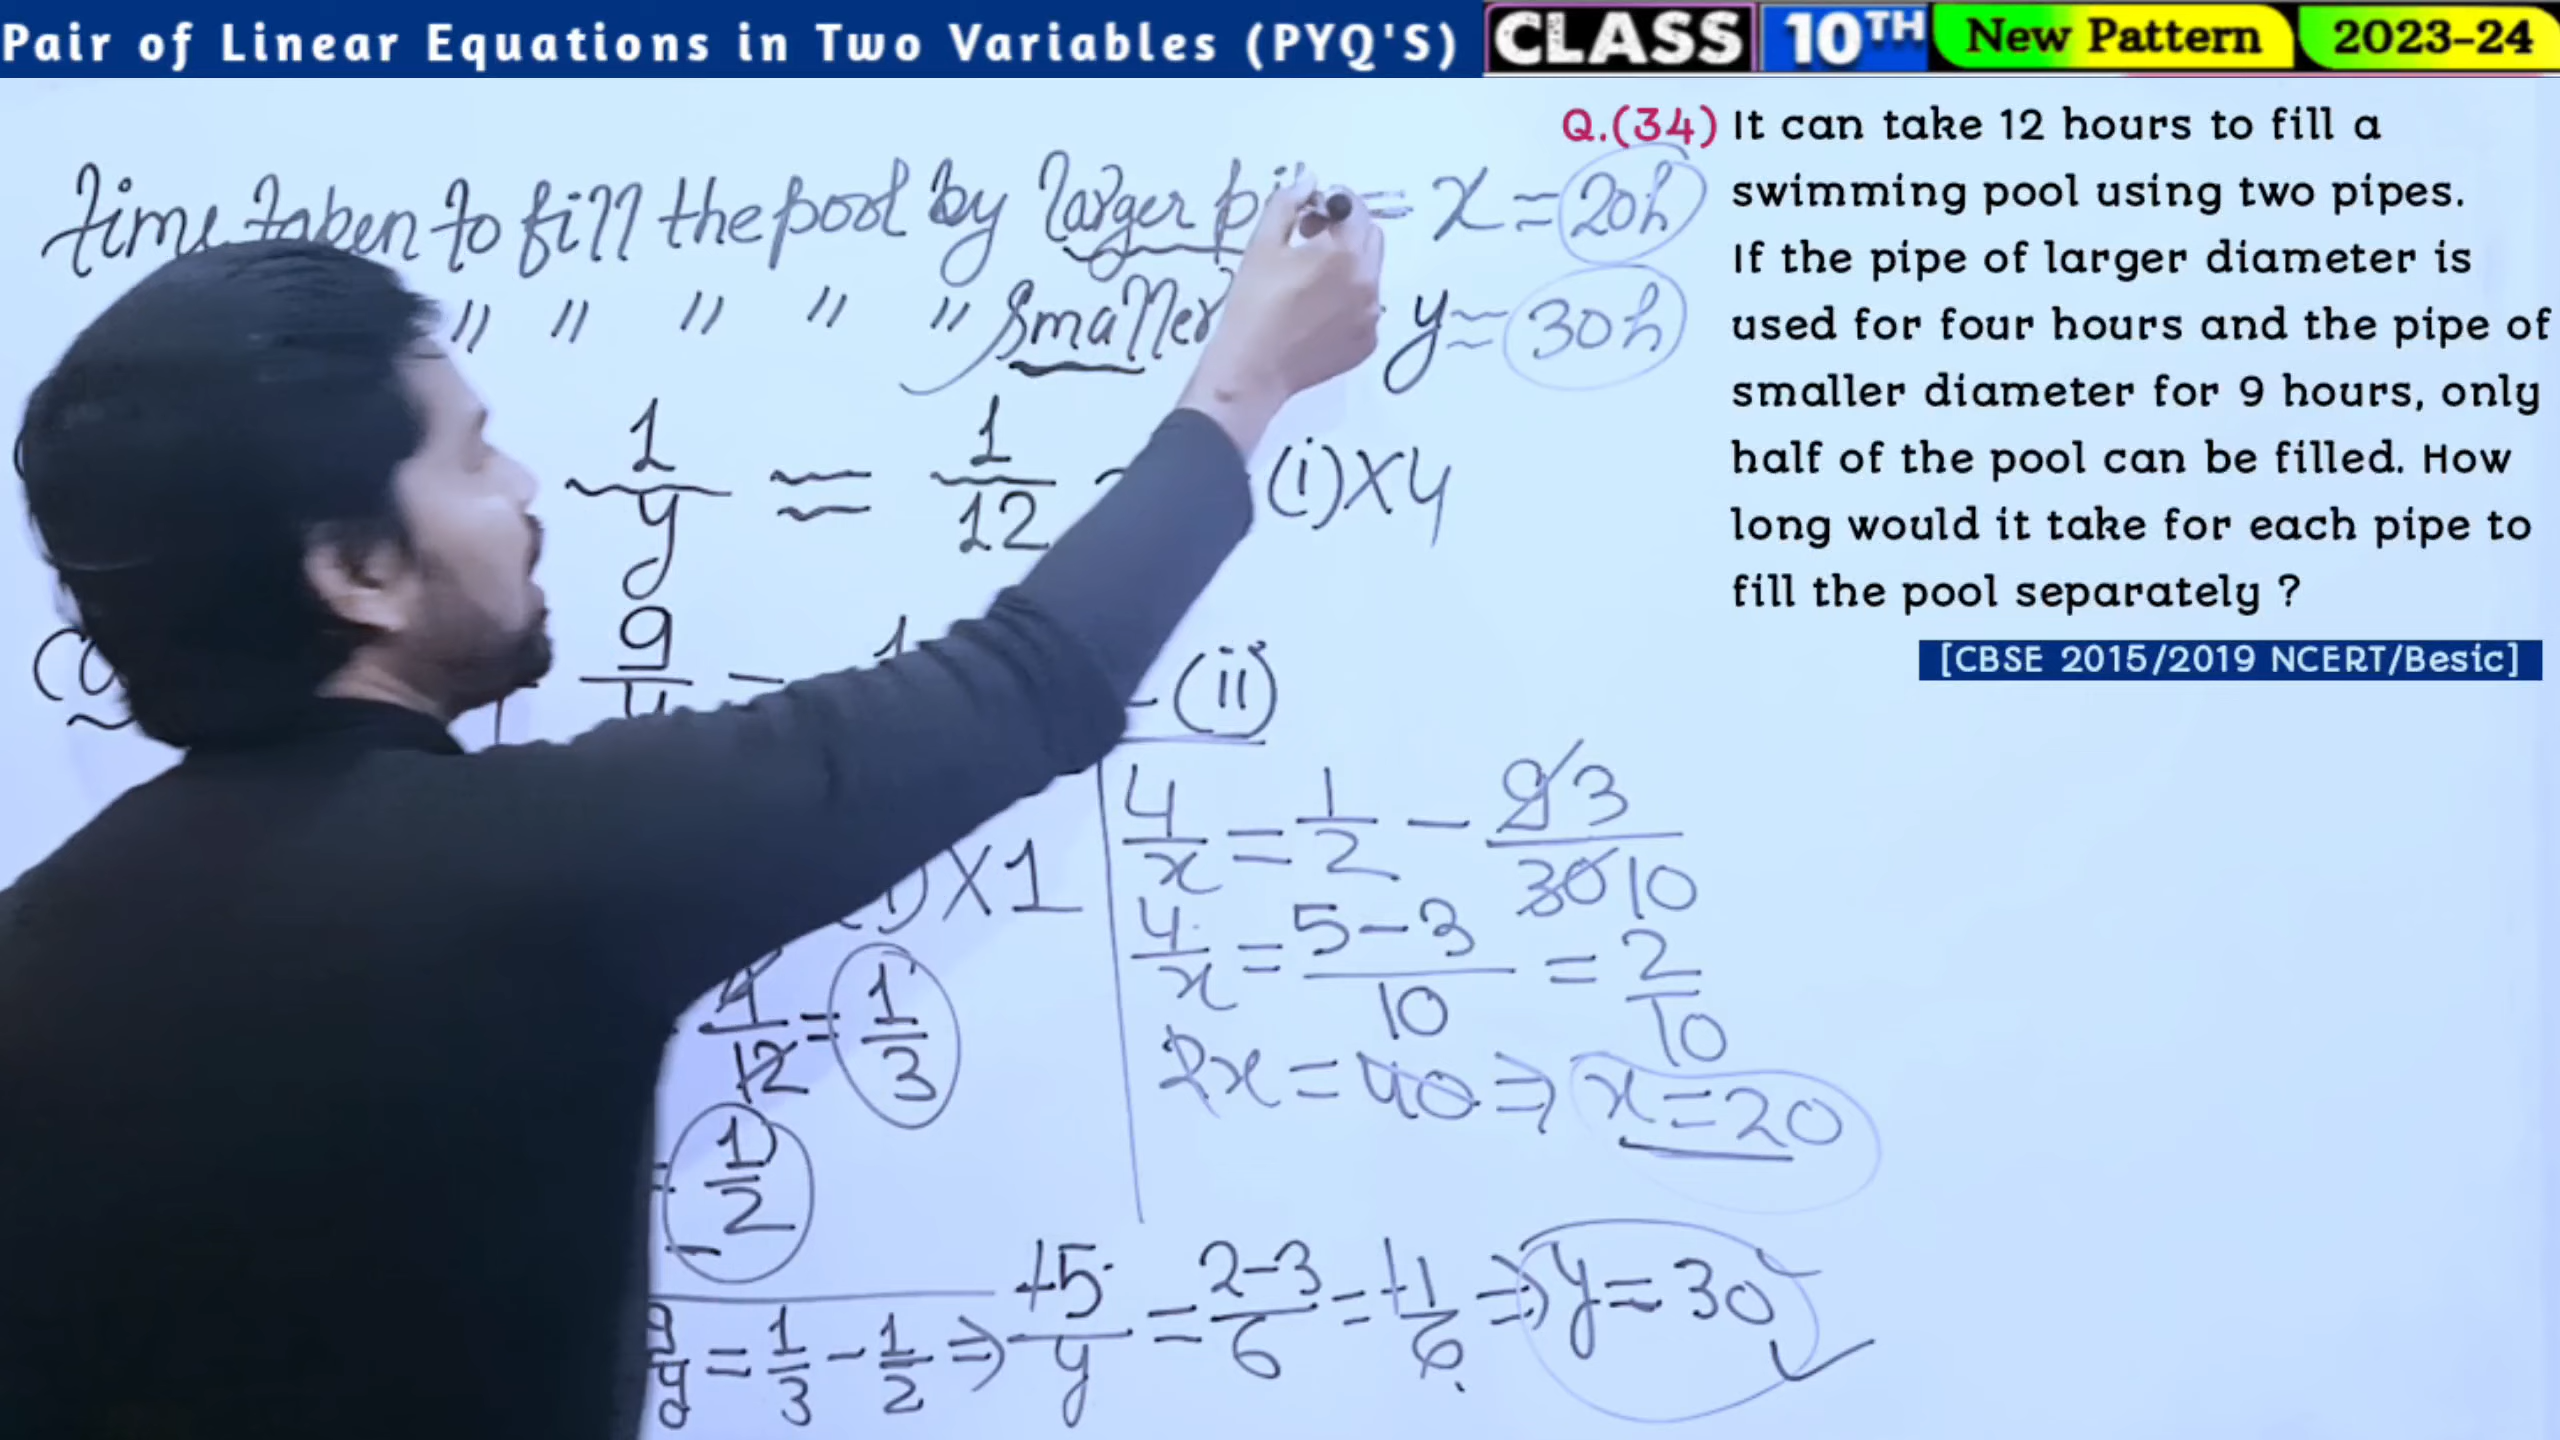 Pair of Linear Equations in Two Variables (PYQ'S) CLASS 10TH New Pattern 2023-24
Q.(34) It can take 12 hours to fill a
swimming pool using two pipes.
If the pipe of larger diameter is
used for four hours and the pipe of
smaller diameter for 9 hours, only
half of the pool can be filled. How
long would it take for each pipe to
fill the pool separately ?
[CBSE 2015/2019 NCERT/Besic]
time taken to fill the pool by larger = x = 20h
" " " " " Smaller y = 30h
1/y = 1/12 (i)X4
9/y = - (ii)
X1
4/12 = 1/3
= 1/2
9/y = 1/3 - 1/2 ⇒ +5/y = 2-3/6 = +1/6 ⇒ y = 30
4/x = 1/2 - 93/3010
4/x = 5-3/10 = 2/10
2x = 40 ⇒ x = 20